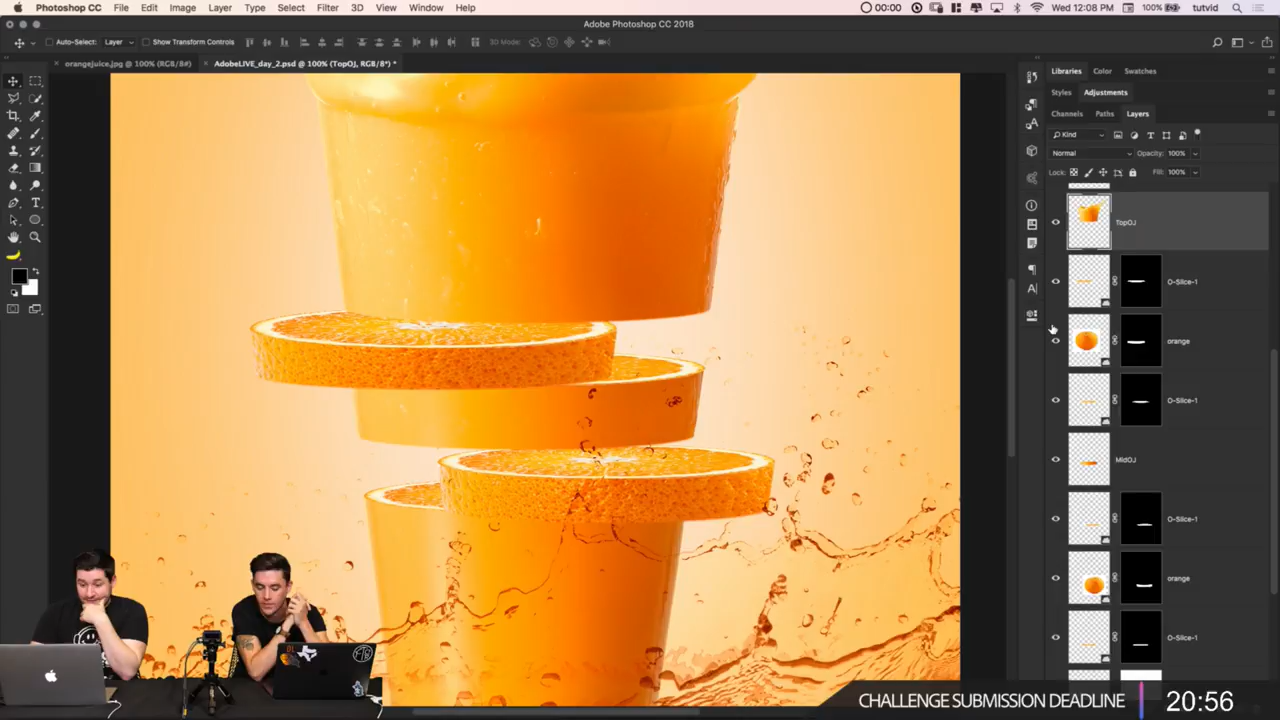 Photoshop CC File Edit Image Layer Type Select Filter 3D View Window Help 00:00 Wed 12:08 PM 100% tutvid
Adobe Photoshop CC 2018
Auto-Select: Layer Show Transform Controls 3D Mode:
× orangejuice.jpg @ 100% (RGB/8#) × AdobeLIVE_day_2.psd @ 100% (TopOJ, RGB/8*) *
Libraries Color Swatches
Styles Adjustments
Channels Paths Layers
Kind
Normal Opacity: 100%
Lock: Fill: 100%
TopOJ
O-Slice-1
orange
O-Slice-1
MidOJ
O-Slice-1
orange
O-Slice-1
CHALLENGE SUBMISSION DEADLINE 20:56